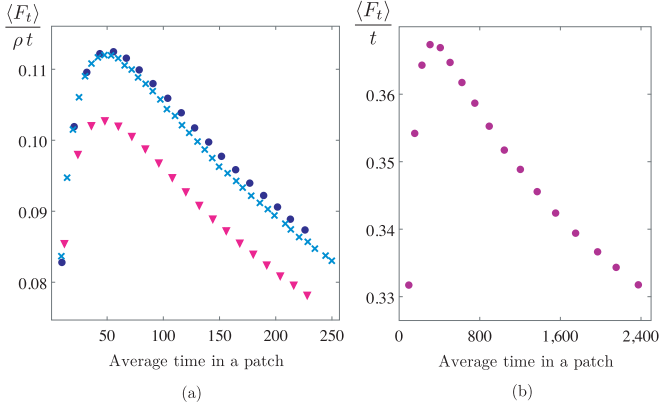 ⟨F_t⟩
ρ t
0.11
0.10
0.09
0.08
50 100 150 200 250
Average time in a patch
(a)
⟨F_t⟩
t
0.36
0.35
0.34
0.33
0 800 1,600 2,400
Average time in a patch
(b)